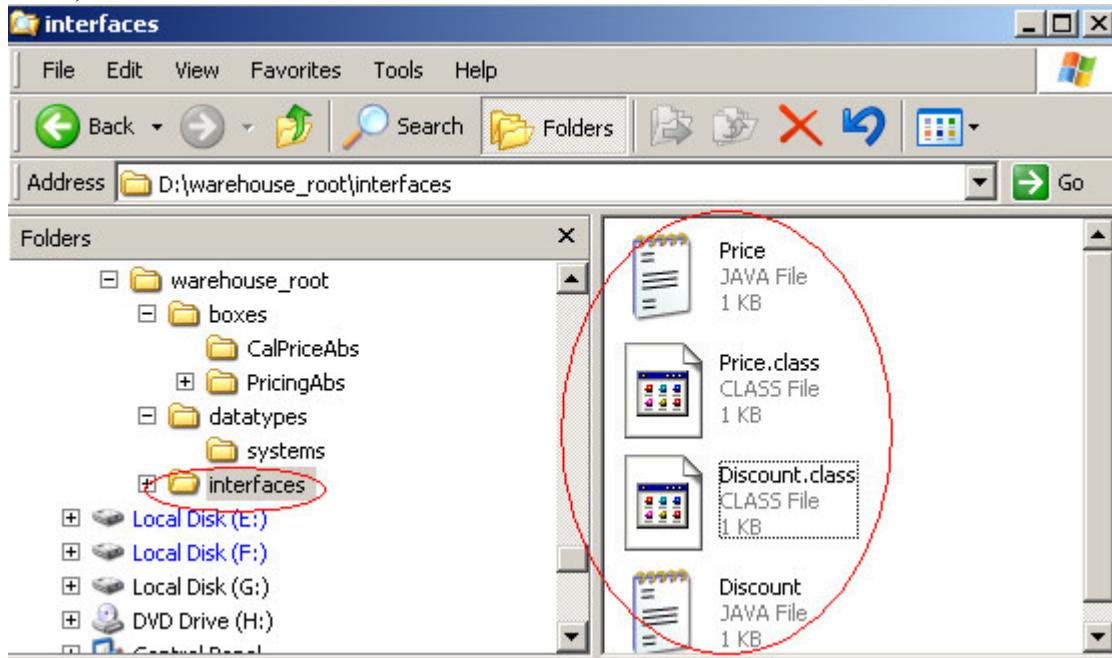 interfaces
File Edit View Favorites Tools Help
Back Search Folders
Address D:\warehouse_root\interfaces Go
Folders
warehouse_root
boxes
CalPriceAbs
PricingAbs
datatypes
systems
interfaces
Local Disk (E:)
Local Disk (F:)
Local Disk (G:)
DVD Drive (H:)
Control Panel
Price
JAVA File
1 KB
Price.class
CLASS File
1 KB
Discount.class
CLASS File
1 KB
Discount
JAVA File
1 KB